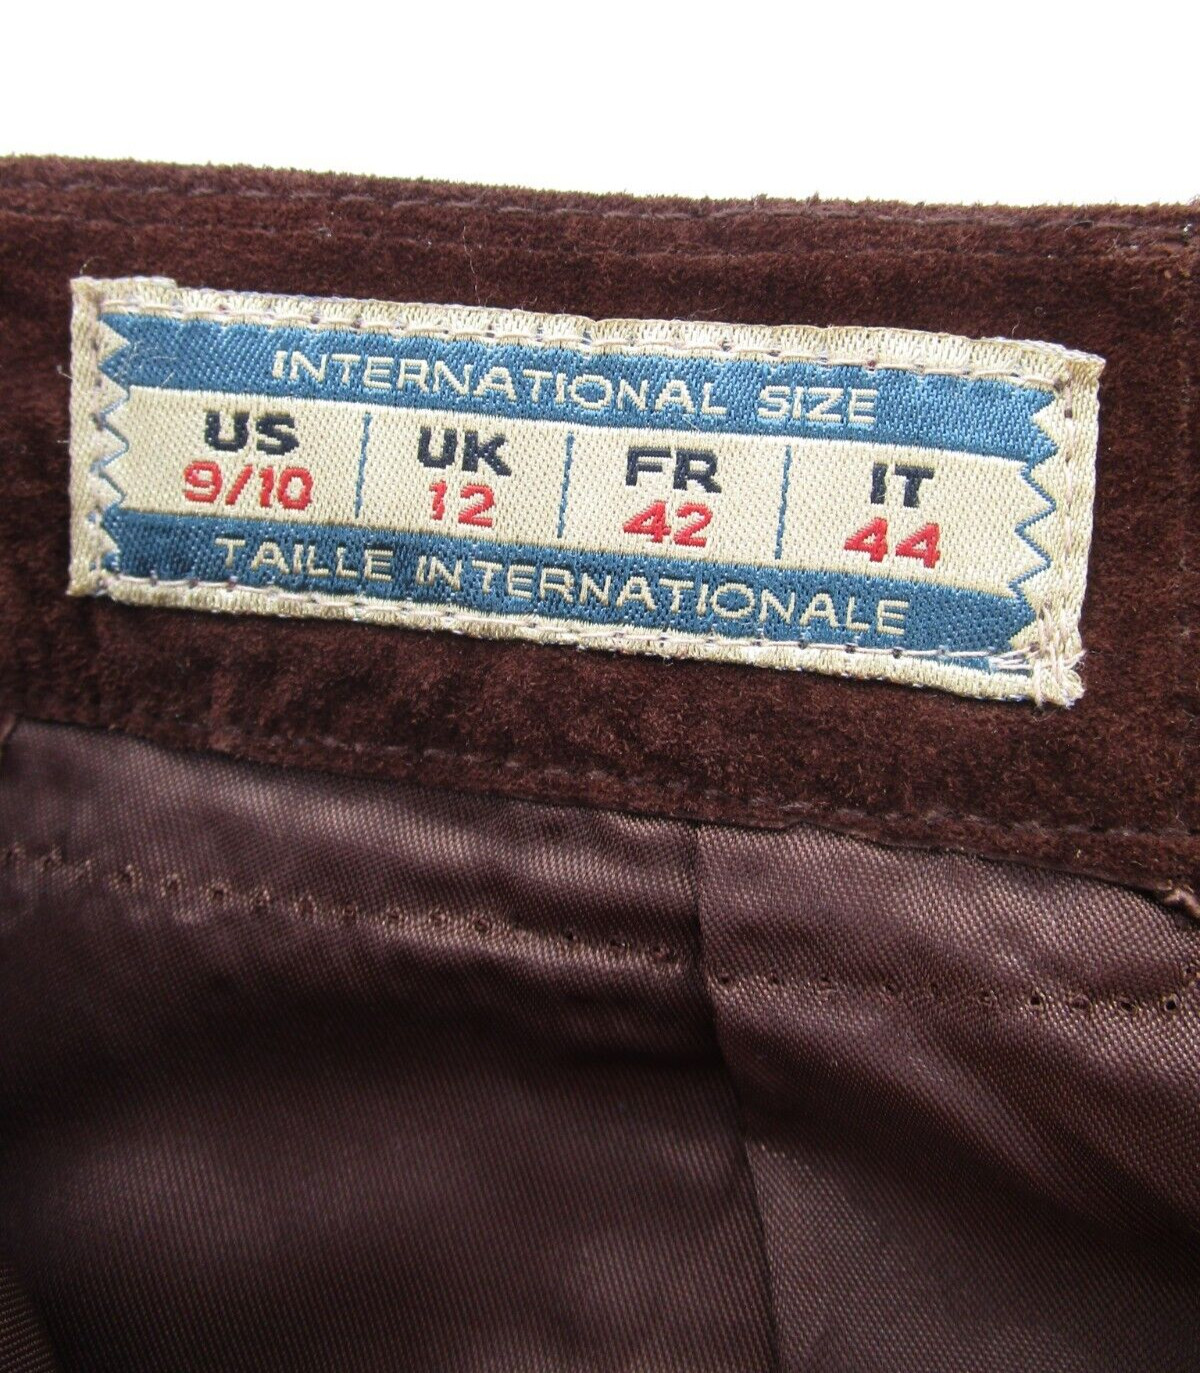 INTERNATIONAL SIZE
US UK FR IT
9/10 12 42 44
TAILLE INTERNATIONALE